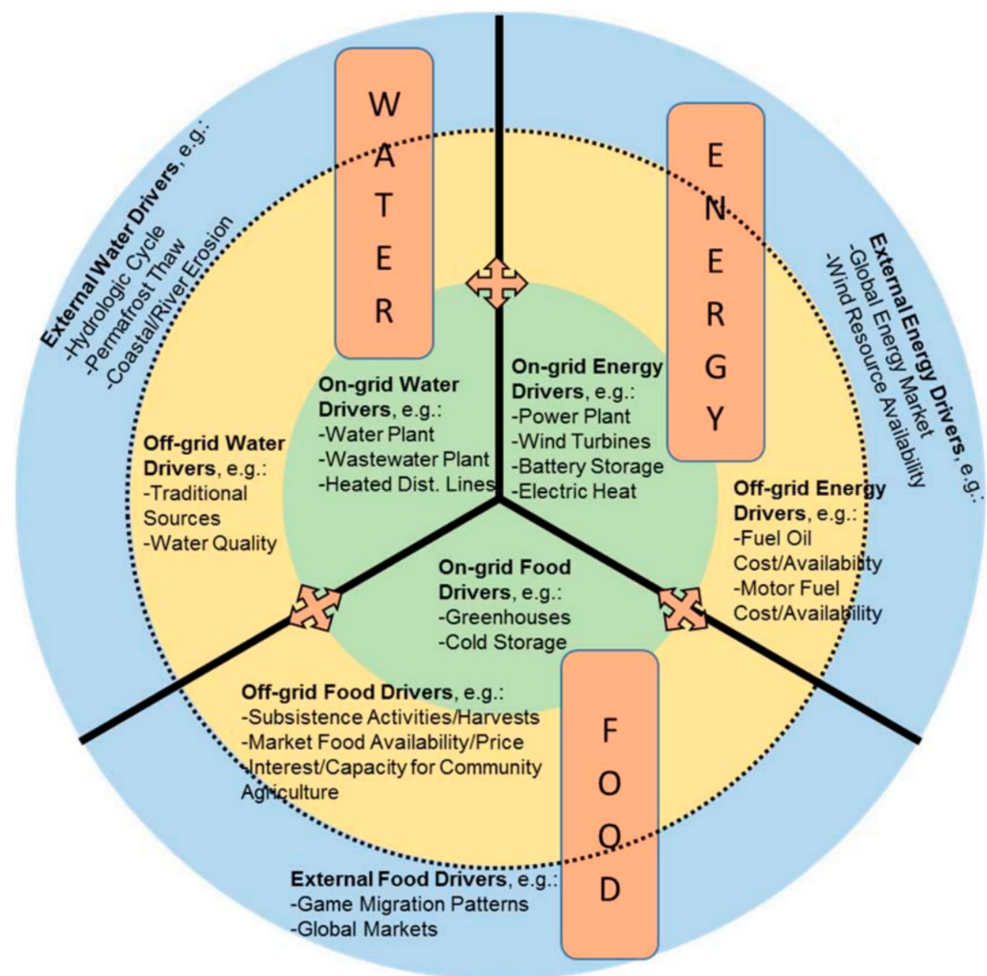 WATER
ENERGY
External Water Drivers, e.g.:
-Hydrologic Cycle
-Permafrost Thaw
-Coastal/River Erosion
External Energy Drivers, e.g.:
-Global Energy Market
-Wind Resource Availability
On-grid Water
Drivers, e.g.:
-Water Plant
-Wastewater Plant
-Heated Dist. Lines
On-grid Energy
Drivers, e.g.:
-Power Plant
-Wind Turbines
-Battery Storage
-Electric Heat
Off-grid Water
Drivers, e.g.:
-Traditional
Sources
-Water Quality
Off-grid Energy
Drivers, e.g.:
-Fuel Oil
Cost/Availability
-Motor Fuel
Cost/Availability
On-grid Food
Drivers, e.g.:
-Greenhouses
-Cold Storage
Off-grid Food Drivers, e.g.:
-Subsistence Activities/Harvests
-Market Food Availability/Price
-Interest/Capacity for Community
Agriculture
FOOD
External Food Drivers, e.g.:
-Game Migration Patterns
-Global Markets